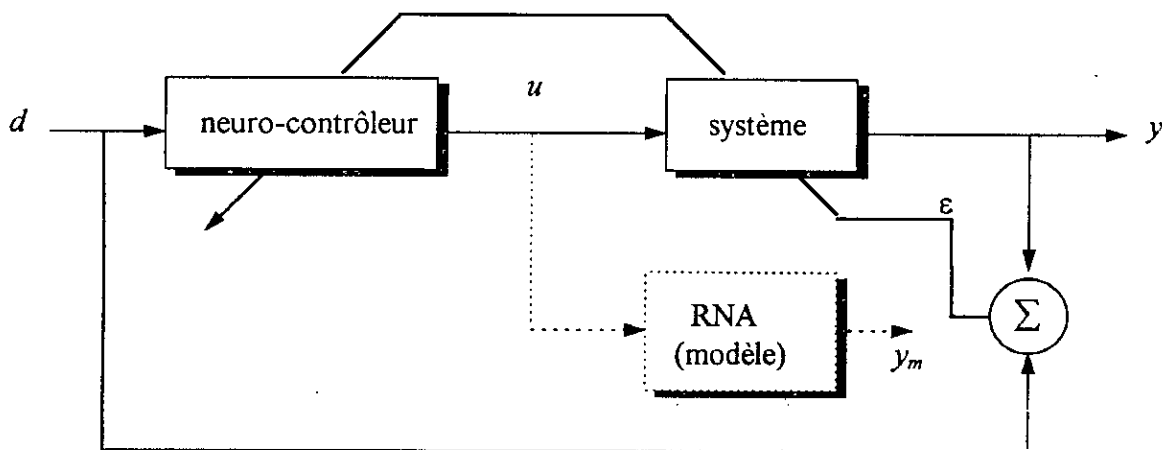 u
d
neuro-contrôleur
système
y
ε
RNA
(modèle)
Σ
y_m